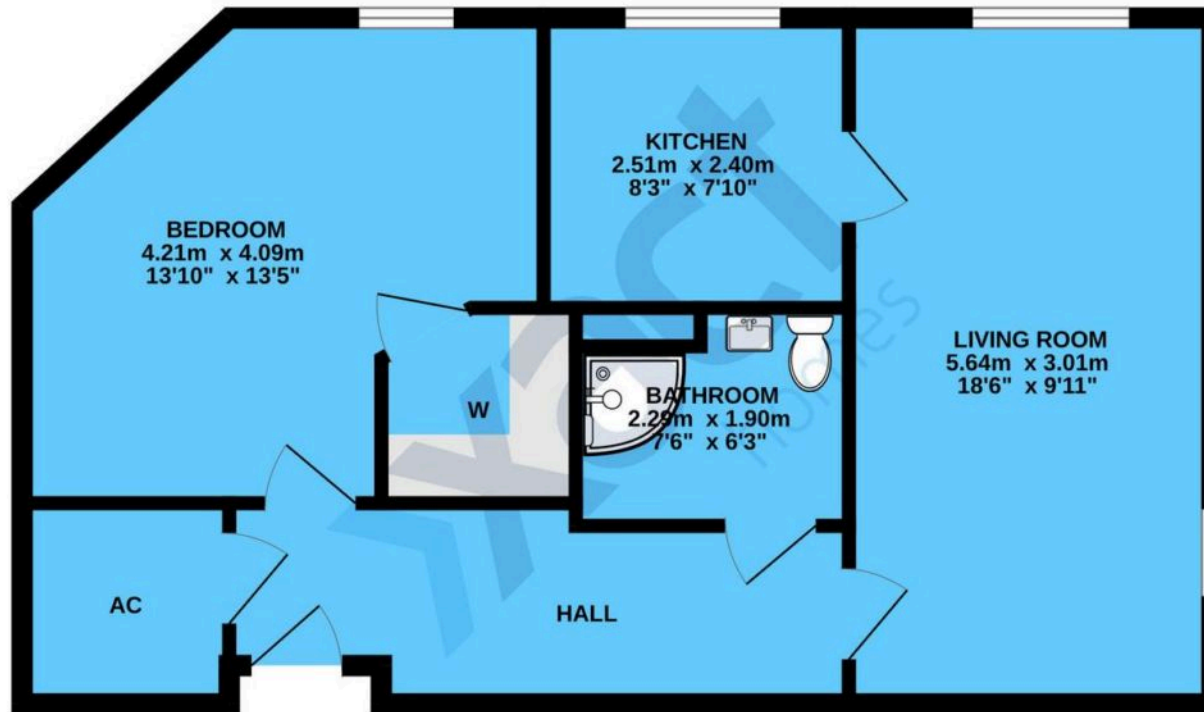 KITCHEN
2.51m x 2.40m
8'3" x 7'10"
BEDROOM
4.21m x 4.09m
13'10" x 13'5"
LIVING ROOM
5.64m x 3.01m
18'6" x 9'11"
W
BATHROOM
2.29m x 1.90m
7'6" x 6'3"
AC
HALL
xact
homes